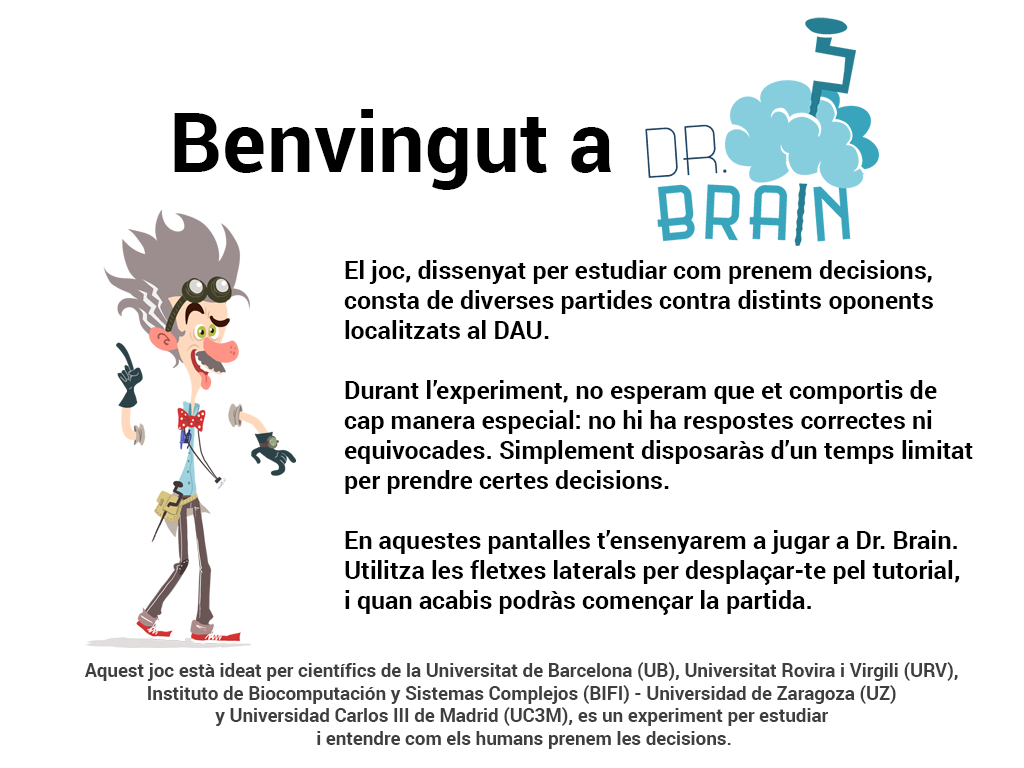 Benvingut a
DR.
BRAIN
El joc, dissenyat per estudiar com prenem decisions,
consta de diverses partides contra distints oponents
localitzats al DAU.
Durant l’experiment, no esperam que et comportis de
cap manera especial: no hi ha respostes correctes ni
equivocades. Simplement disposaràs d’un temps limitat
per prendre certes decisions.
En aquestes pantalles t’ensenyarem a jugar a Dr. Brain.
Utilitza les fletxes laterals per desplaçar-te pel tutorial,
i quan acabis podràs començar la partida.
Aquest joc està ideat per científics de la Universitat de Barcelona (UB), Universitat Rovira i Virgili (URV),
Instituto de Biocomputación y Sistemas Complejos (BIFI) - Universidad de Zaragoza (UZ)
y Universidad Carlos III de Madrid (UC3M), es un experiment per estudiar
i entendre com els humans prenem les decisions.